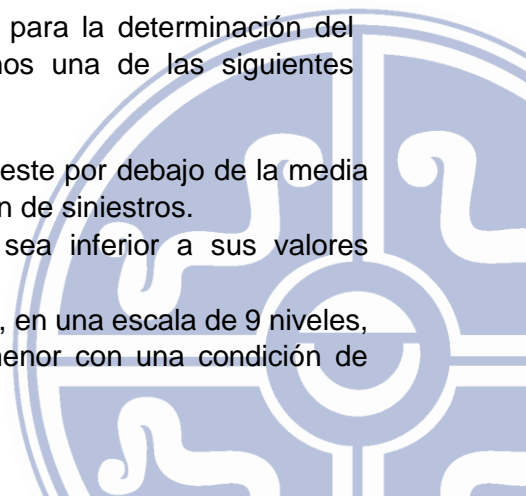 para la determinación del
nos una de las siguientes
este por debajo de la media
n de siniestros.
sea inferior a sus valores
, en una escala de 9 niveles,
menor con una condición de